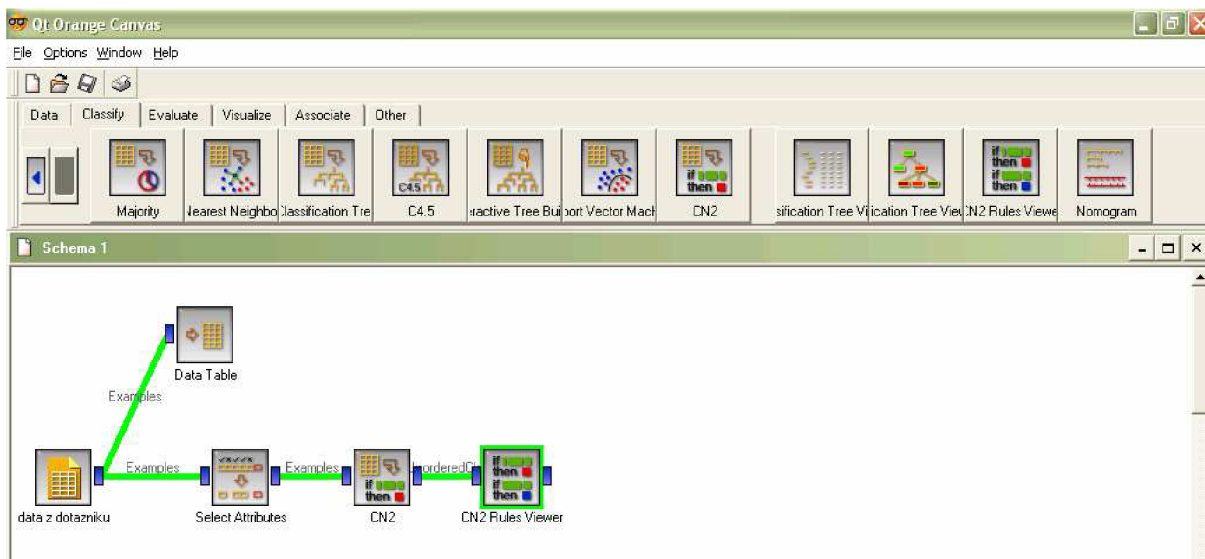 Qt Orange Canvas
File Options Window Help
Data Classify Evaluate Visualize Associate Other
if
then
if
then
C4.5
if
then
Majority Nearest Neighbo Classification Tre C4.5 eractive Tree Bui port Vector Mach CN2 sification Tree Vi ication Tree Viev CN2 Rules Viewe Nomogram
Schema 1
Data Table
Examples
Examples Examples UnorderedCl
if
then
if
then
if
then
data z dotazniku Select Attributes CN2 CN2 Rules Viewer